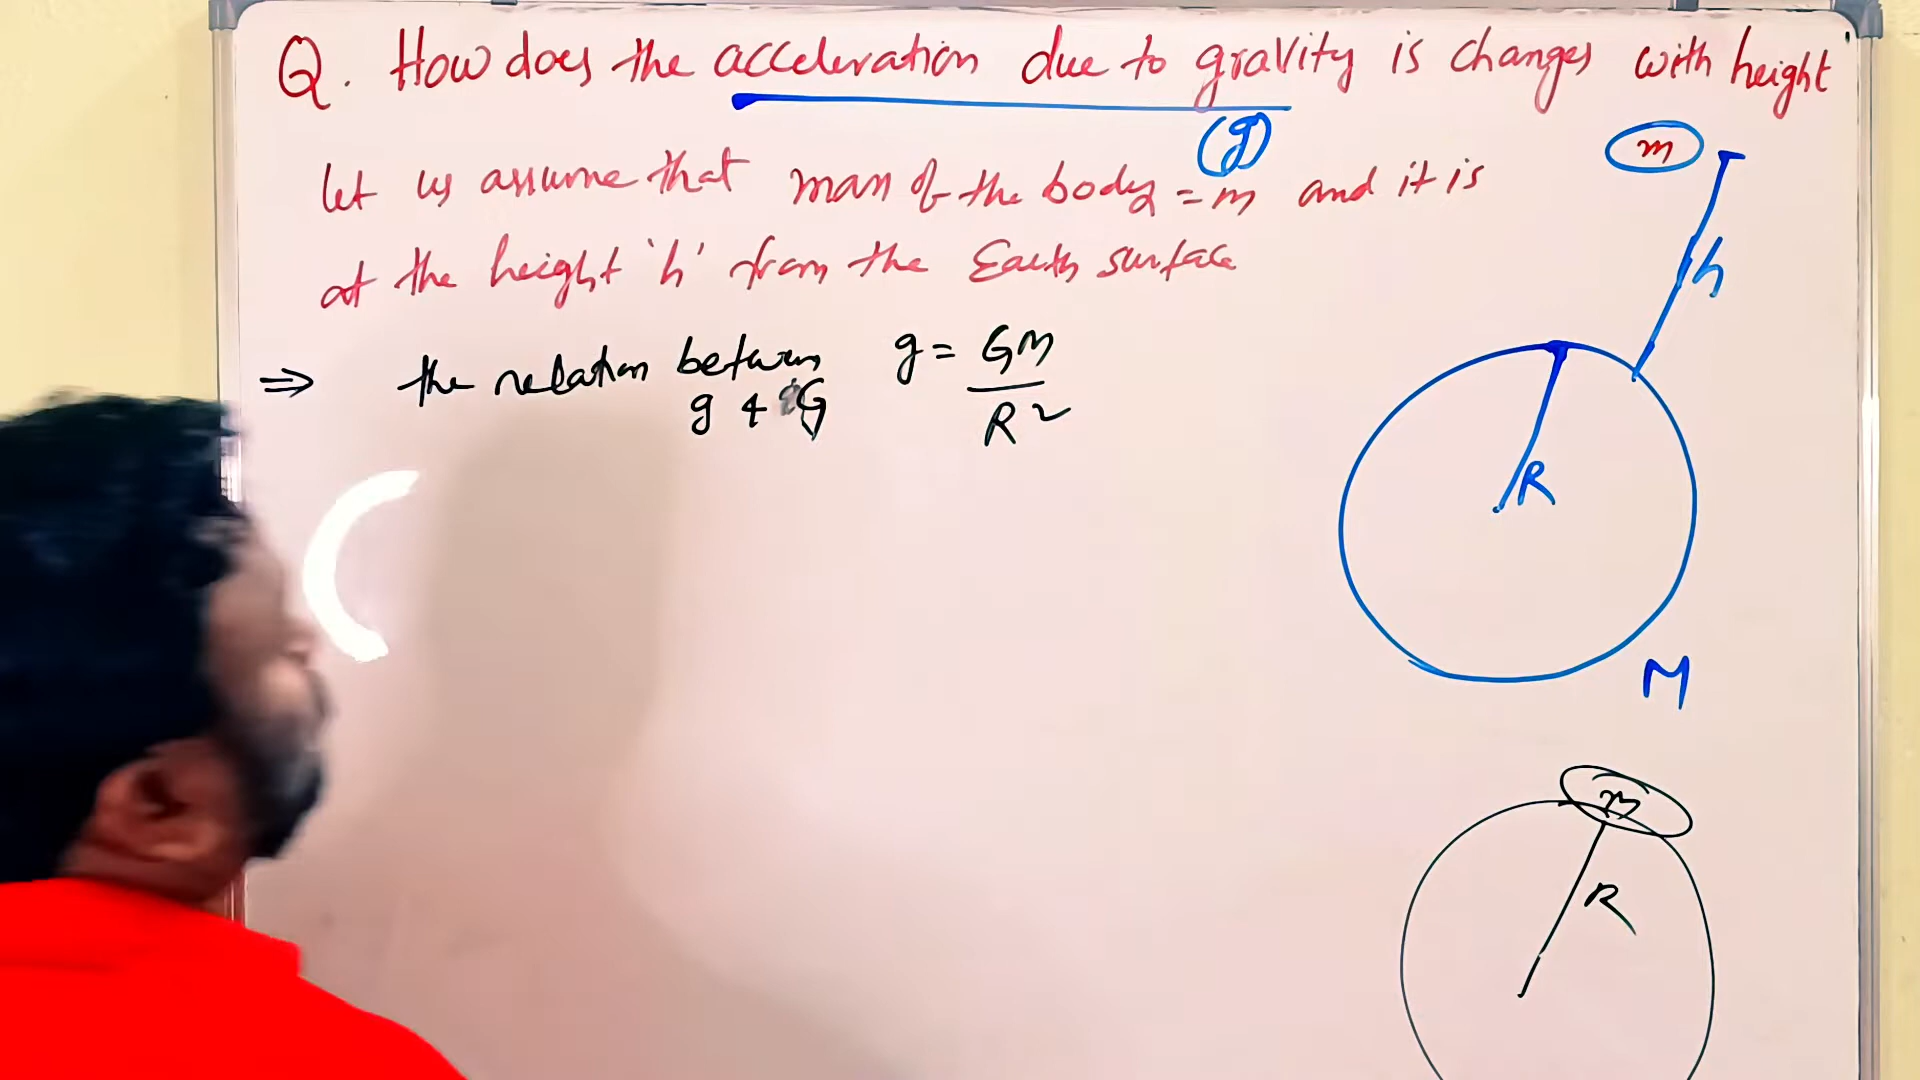 Q. How does the acceleration due to gravity is changes with height
(g)
m
let us assume that mass of the body = m and it is
at the height 'h' from the Earth surface
h
⇒ the relation between g = GM
g & G R²
R
M
m
R